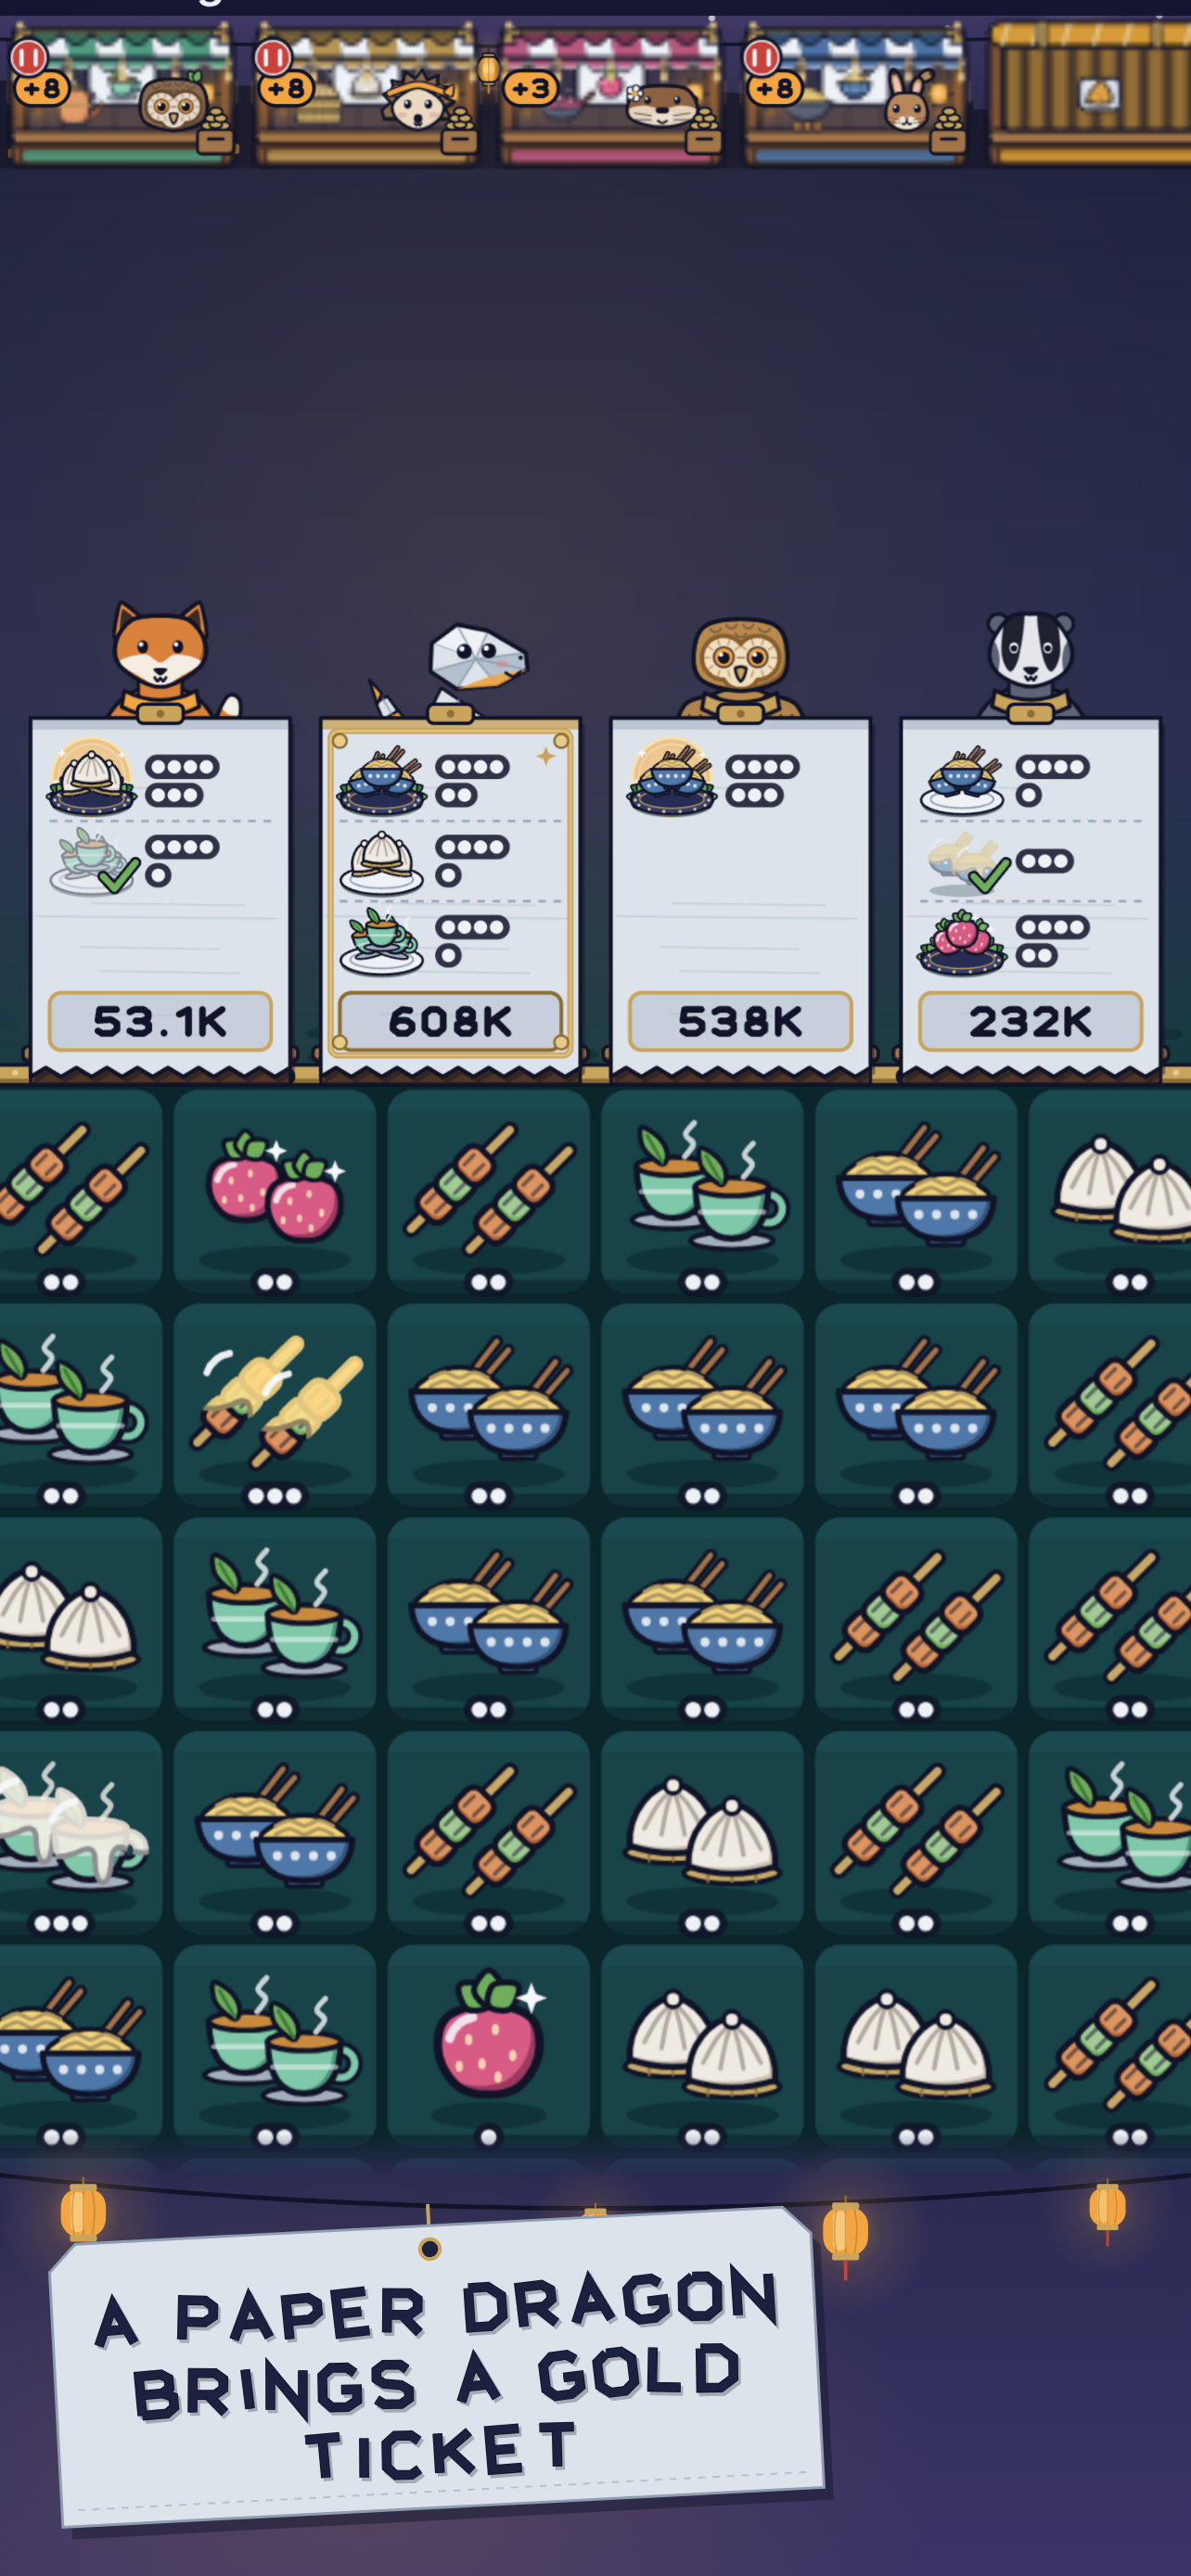 +8 +8 +3 +8
53.1K 608K 538K 232K
A PAPER DRAGON
BRINGS A GOLD
TICKET